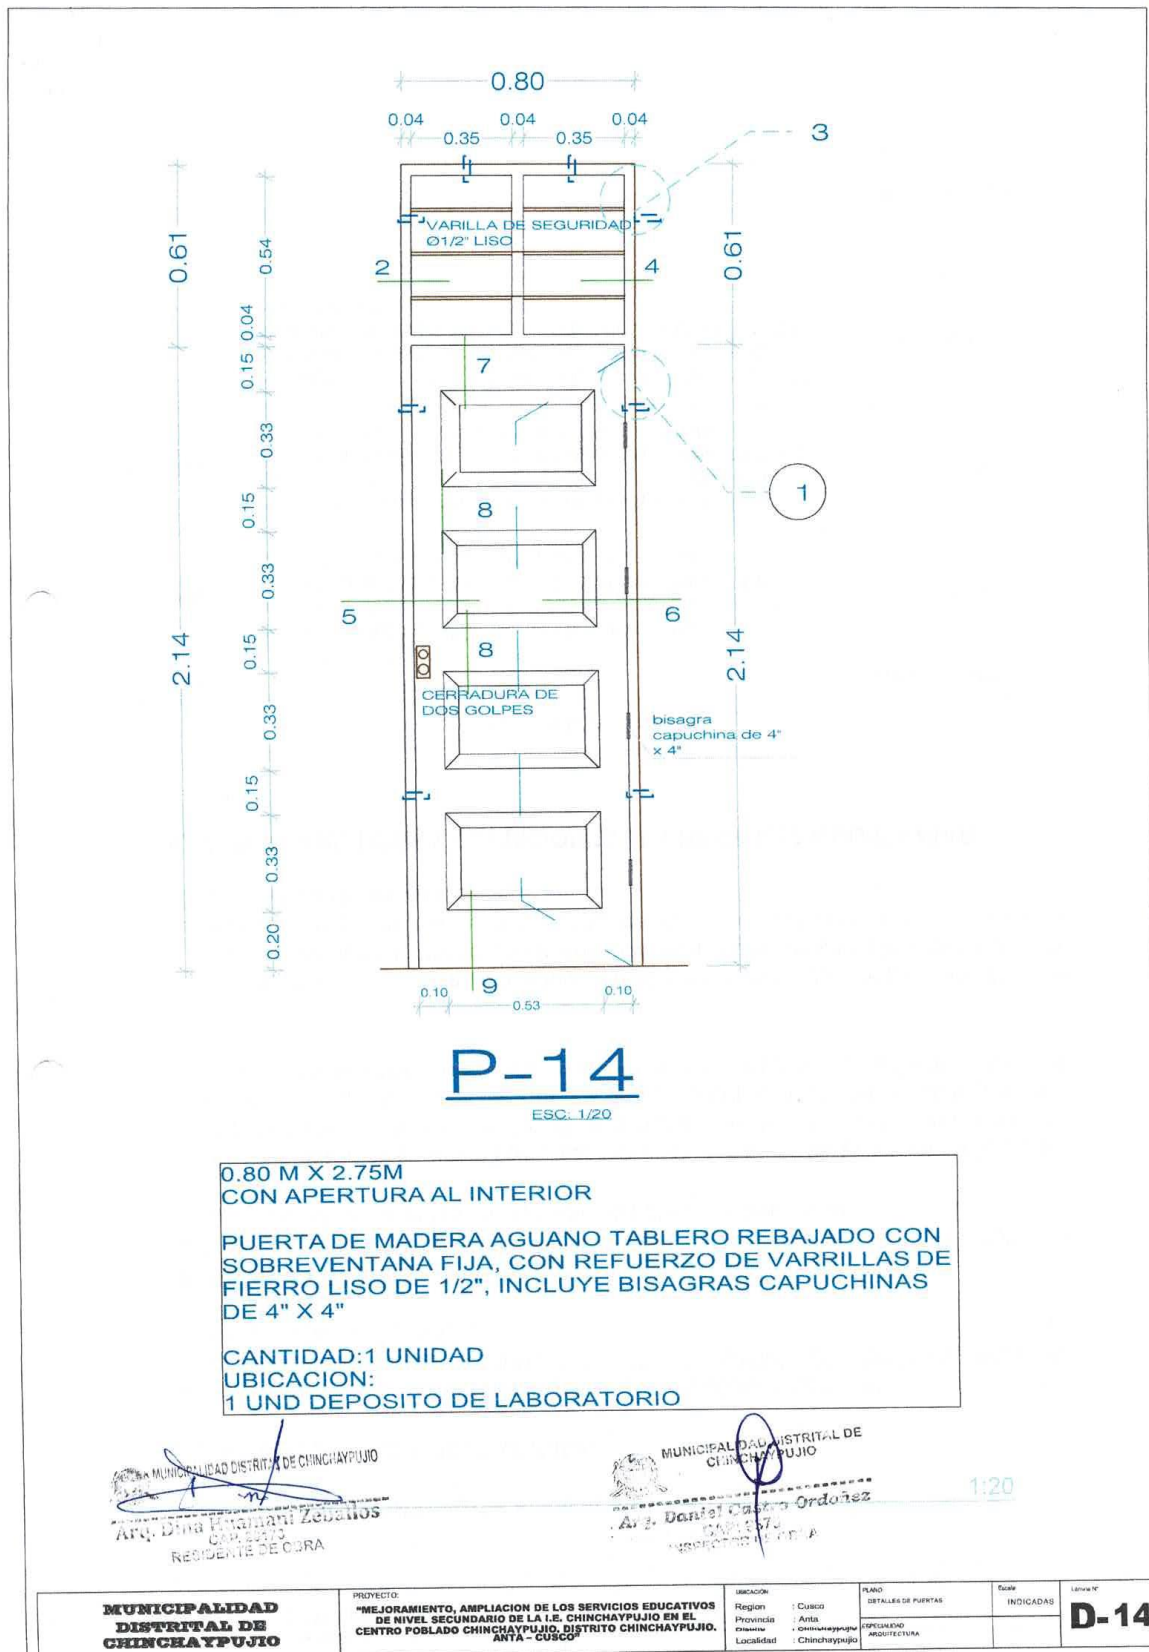 0.80
0.04 0.04 0.04
0.35 0.35
3
VARILLA DE SEGURIDAD
Ø1/2" LISO
0.61 0.54 0.61
2 4
0.04
0.15
7
0.33
8
0.15
1
0.33
5 6
2.14 0.15 8 2.14
CERRADURA DE
DOS GOLPES
0.33
bisagra
capuchina de 4"
x 4"
0.15
0.33
0.20
0.10 9 0.10
0.53
P-14
ESC: 1/20
0.80 M X 2.75M
CON APERTURA AL INTERIOR
PUERTA DE MADERA AGUANO TABLERO REBAJADO CON
SOBREVENTANA FIJA, CON REFUERZO DE VARRILLAS DE
FIERRO LISO DE 1/2", INCLUYE BISAGRAS CAPUCHINAS
DE 4" X 4"
CANTIDAD:1 UNIDAD
UBICACION:
1 UND DEPOSITO DE LABORATORIO
MUNICIPALIDAD DISTRITAL DE CHINCHAYPUJIO
Arq. Dina Huamani Zeballos
RESIDENTE DE OBRA
MUNICIPALIDAD DISTRITAL DE
CHINCHAYPUJIO
Arq. Daniel Castro Ordoñez
INSPECTOR DE OBRA
1:20
MUNICIPALIDAD
DISTRITAL DE
CHINCHAYPUJIO
PROYECTO:
"MEJORAMIENTO, AMPLIACION DE LOS SERVICIOS EDUCATIVOS
DE NIVEL SECUNDARIO DE LA I.E. CHINCHAYPUJIO EN EL
CENTRO POBLADO CHINCHAYPUJIO, DISTRITO CHINCHAYPUJIO.
ANTA – CUSCO"
UBICACIÓN
Region : Cusco
Provincia : Anta
Distrito : Chinchaypujio
Localidad : Chinchaypujio
PLANO
DETALLES DE PUERTAS
ESPECIALIDAD
ARQUITECTURA
Escala
INDICADAS
Lámina N°
D-14